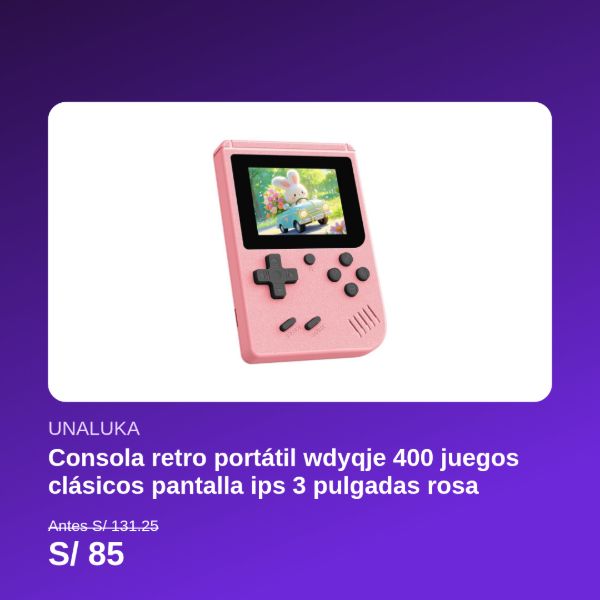 UNALUKA
Consola retro portátil wdyqje 400 juegos
clásicos pantalla ips 3 pulgadas rosa
Antes S/ 131.25
S/ 85